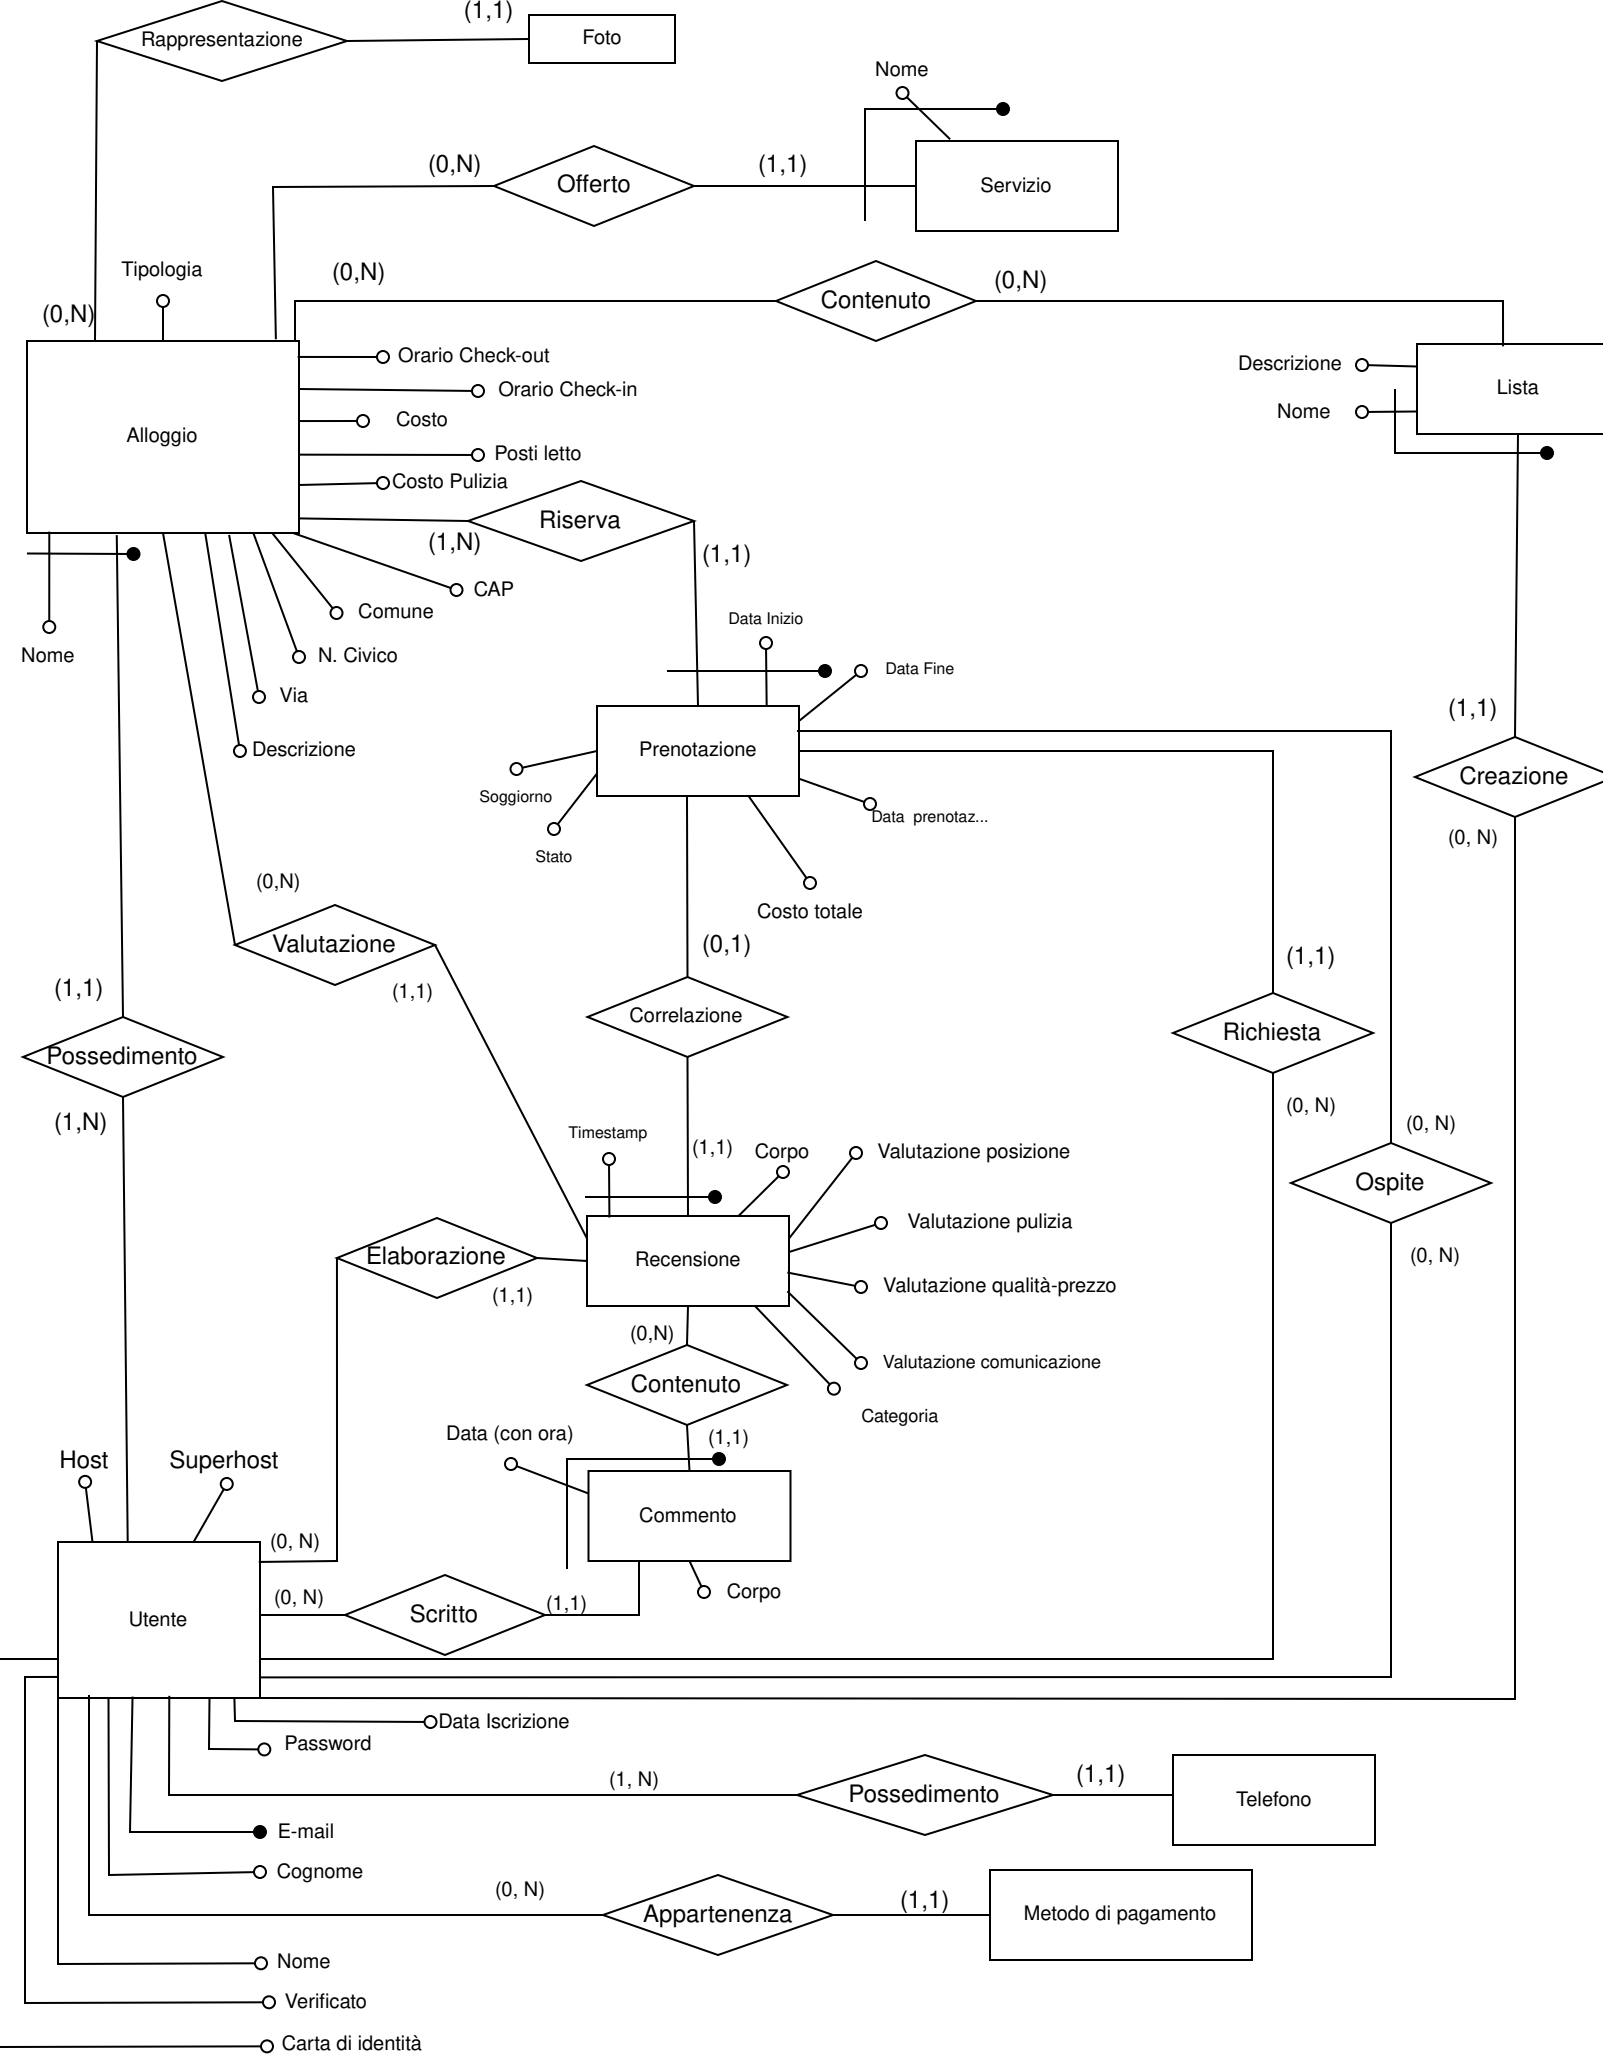 (1,1)
Rappresentazione
Foto
Nome
(0,N)
Offerto
(1,1)
Servizio
Tipologia
(0,N)
(0,N)
Contenuto
(0,N)
Orario Check-out
Orario Check-in
Costo
Posti letto
Costo Pulizia
Alloggio
Descrizione
Nome
Lista
Riserva
(1,N)
(1,1)
CAP
Comune
N. Civico
Via
Descrizione
Nome
Data Inizio
Data Fine
Prenotazione
Soggiorno
Stato
Data prenotaz...
Costo totale
(1,1)
Creazione
(0, N)
(0,N)
Valutazione
(1,1)
(0,1)
Correlazione
(1,1)
Richiesta
(0, N)
(1,1)
Possedimento
(1,N)
Timestamp
(1,1)
Corpo
Valutazione posizione
Valutazione pulizia
Valutazione qualità-prezzo
Valutazione comunicazione
Categoria
(0, N)
Ospite
(0, N)
Elaborazione
(1,1)
Recensione
(0,N)
Contenuto
(1,1)
Data (con ora)
Commento
Corpo
Host
Superhost
(0, N)
(0, N)
Scritto
(1,1)
Utente
Data Iscrizione
Password
(1, N)
Possedimento
(1,1)
Telefono
E-mail
Cognome
(0, N)
Appartenenza
(1,1)
Metodo di pagamento
Nome
Verificato
Carta di identità